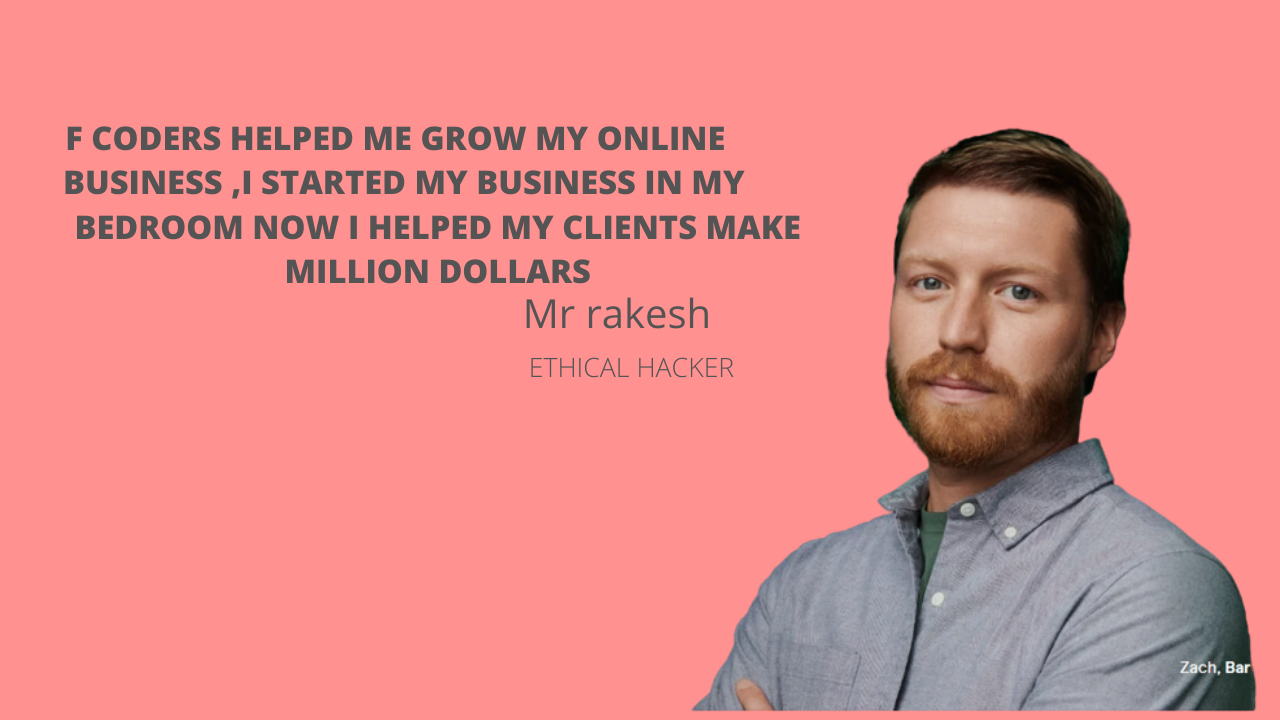 F CODERS HELPED ME GROW MY ONLINE
BUSINESS ,I STARTED MY BUSINESS IN MY
BEDROOM NOW I HELPED MY CLIENTS MAKE
MILLION DOLLARS
Mr rakesh
ETHICAL HACKER
Zach, Bar